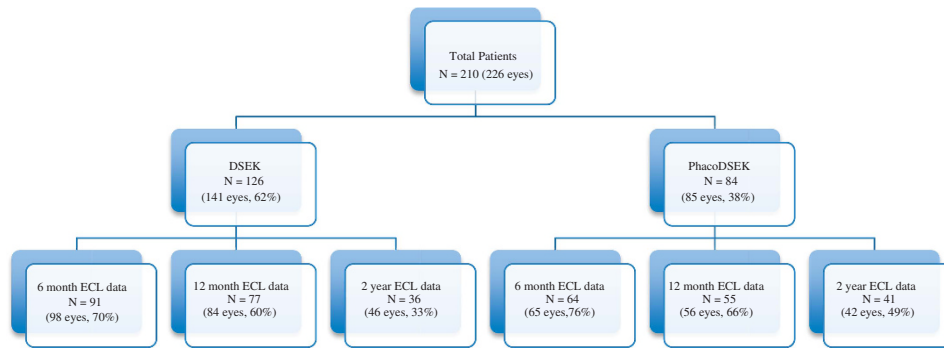 Total Patients
N = 210 (226 eyes)
DSEK
N = 126
(141 eyes, 62%)
PhacoDSEK
N = 84
(85 eyes, 38%)
6 month ECL data
N = 91
(98 eyes, 70%)
12 month ECL data
N = 77
(84 eyes, 60%)
2 year ECL data
N = 36
(46 eyes, 33%)
6 month ECL data
N = 64
(65 eyes,76%)
12 month ECL data
N = 55
(56 eyes, 66%)
2 year ECL data
N = 41
(42 eyes, 49%)